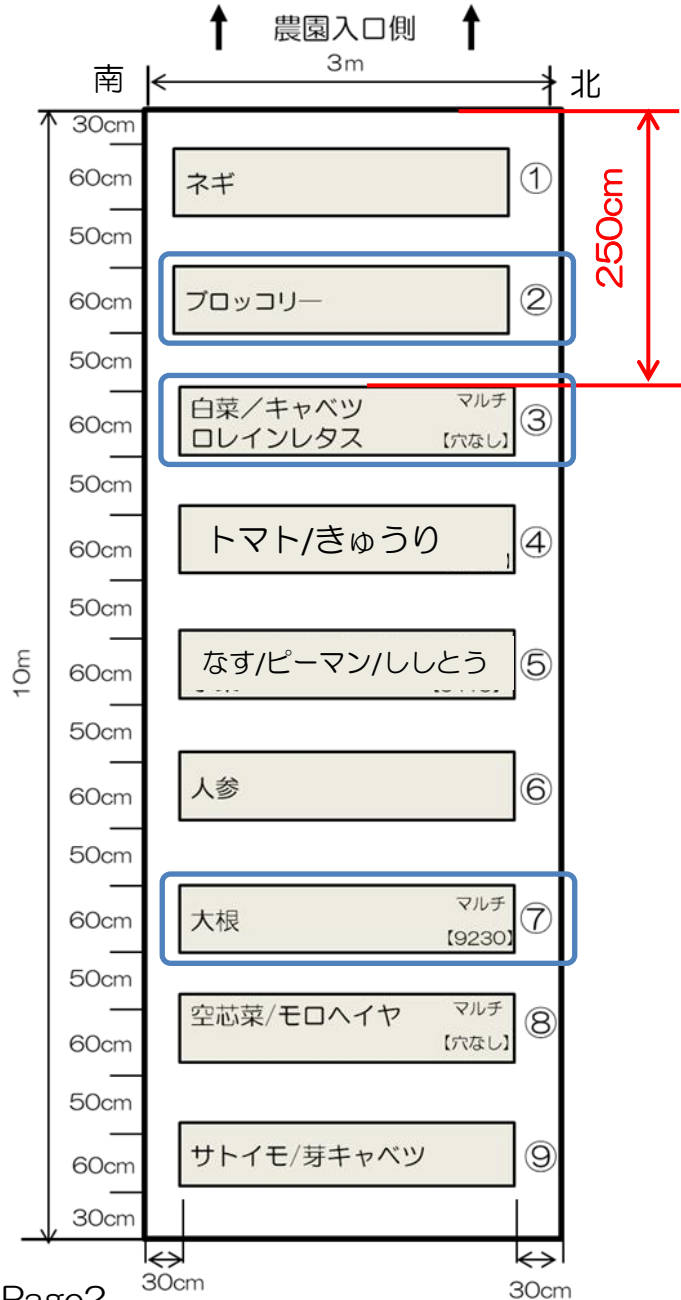 農園入口側
3m
南
北
30cm
60cm
ネギ
①
50cm
250cm
60cm
ブロッコリー
②
50cm
60cm
白菜／キャベツ
ロレインレタス
マルチ
【穴なし】
③
50cm
60cm
トマト/きゅうり
④
50cm
10m
60cm
なす/ピーマン/ししとう
⑤
50cm
60cm
人参
⑥
50cm
60cm
大根
マルチ
【9230】
⑦
50cm
60cm
空芯菜/モロヘイヤ
マルチ
【穴なし】
⑧
50cm
60cm
サトイモ/芽キャベツ
⑨
30cm
30cm
30cm
Page2